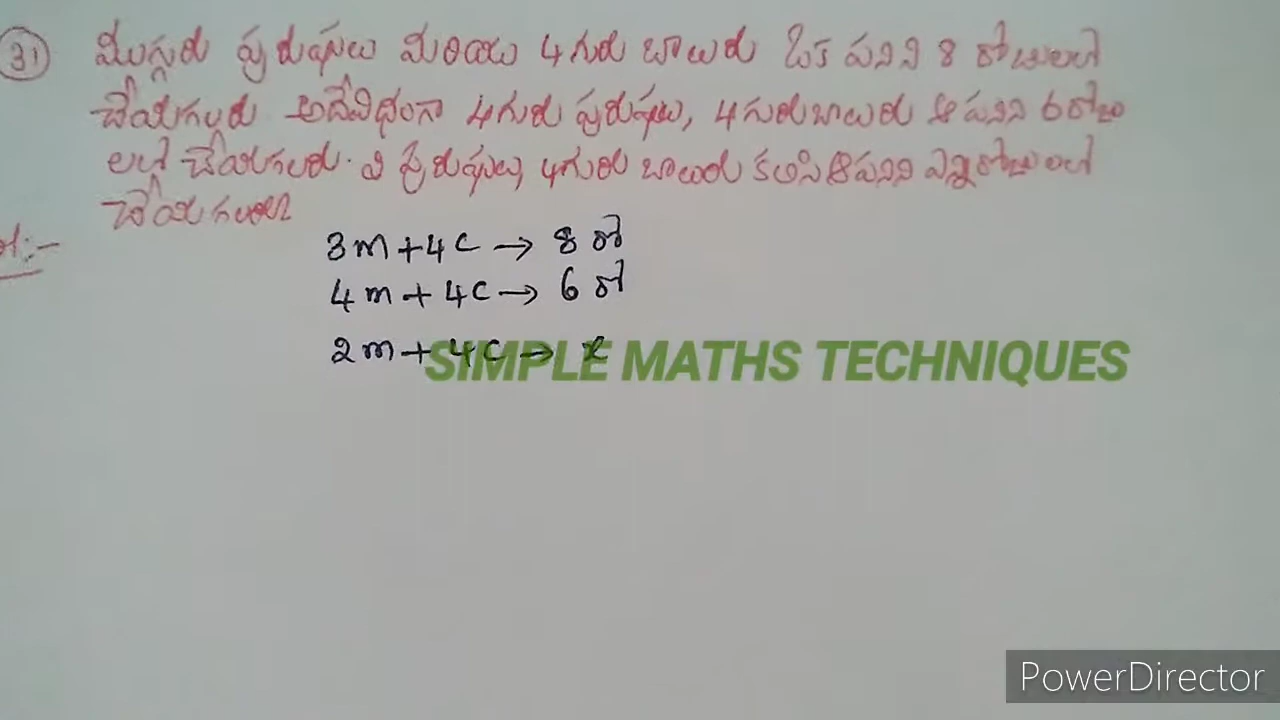 31 ముగ్గురు పురుషులు మరియు 4గురు బాలురు ఓక పనిని 8 రోజులలో
చేయగలరు అదేవిధంగా 4గురు పురుషులు, 4గురు బాలురు ఆ పనిని 6 రోజు
లలో చేయగలరు. పురుషులు, 4గురు బాలురు కలిసి ఆ పనిని ఎన్ని రోజులలో
చేయగలరు
:-
3m+4c → 8 రో
4m+4c → 6 రో
2m+4c → x
SIMPLE MATHS TECHNIQUES
PowerDirector